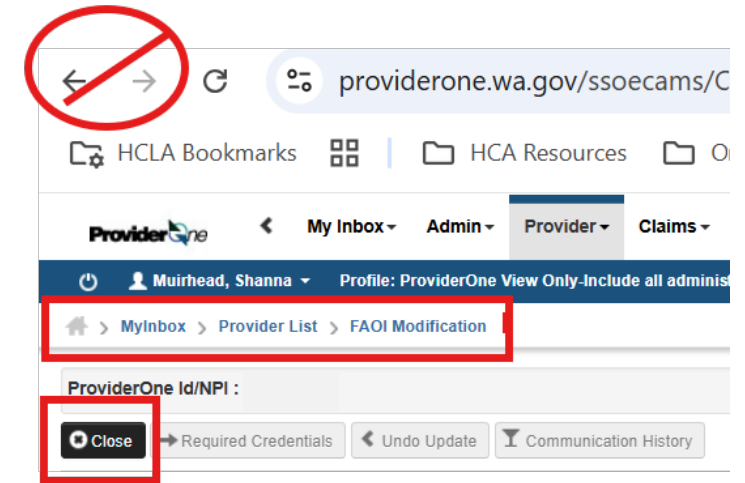 providerone.wa.gov/ssoecams/C
HCLA Bookmarks HCA Resources O
ProviderOne My Inbox Admin Provider Claims
Muirhead, Shanna Profile: ProviderOne View Only-Include all adminis
MyInbox > Provider List > FAOI Modification
ProviderOne Id/NPI :
Close Required Credentials Undo Update Communication History